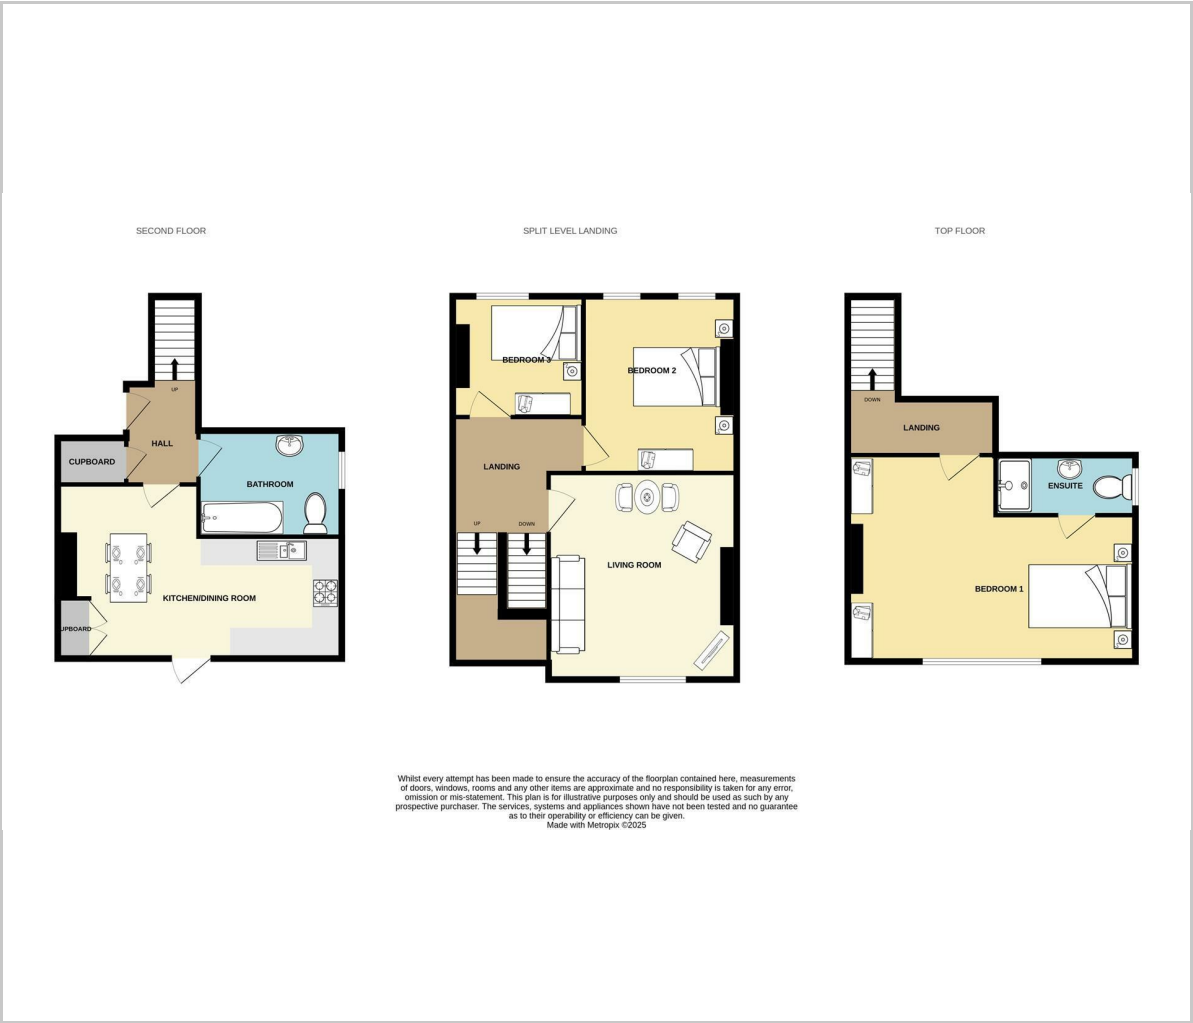 SECOND FLOOR
UP
HALL
CUPBOARD
BATHROOM
KITCHEN/DINING ROOM
UPBOARD
SPLIT LEVEL LANDING
BEDROOM 3
BEDROOM 2
LANDING
UP
DOWN
LIVING ROOM
TOP FLOOR
DOWN
LANDING
ENSUITE
BEDROOM 1
Whilst every attempt has been made to ensure the accuracy of the floorplan contained here, measurements
of doors, windows, rooms and any other items are approximate and no responsibility is taken for any error,
omission or mis-statement. This plan is for illustrative purposes only and should be used as such by any
prospective purchaser. The services, systems and appliances shown have not been tested and no guarantee
as to their operability or efficiency can be given.
Made with Metropix ©2025